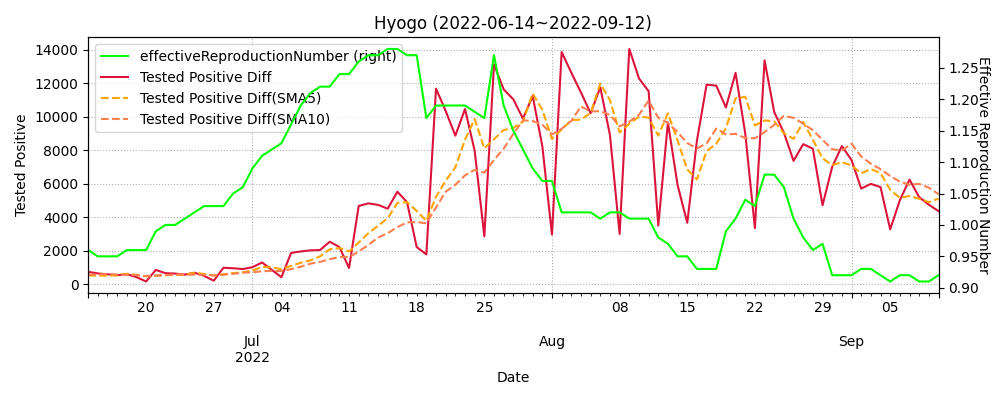 Hyogo (2022-06-14~2022-09-12)
effectiveReproductionNumber (right)
Tested Positive Diff
Tested Positive Diff(SMA5)
Tested Positive Diff(SMA10)
Tested Positive
14000
12000
10000
8000
6000
4000
2000
0
1.25
1.20
1.15
1.10
1.05
1.00
0.95
0.90
Effective Reproduction Number
20 27 04 11 18 25 08 15 22 29 05
Jul Aug Sep
2022
Date